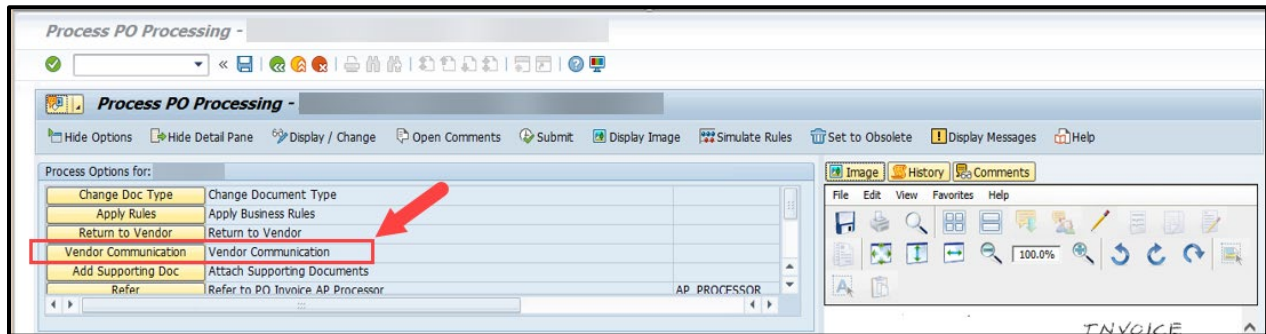 Process PO Processing -
Process PO Processing -
Hide Options Hide Detail Pane Display / Change Open Comments Submit Display Image Simulate Rules Set to Obsolete Display Messages Help
Process Options for:
Change Doc Type Change Document Type
Apply Rules Apply Business Rules
Return to Vendor Return to Vendor
Vendor Communication Vendor Communication
Add Supporting Doc Attach Supporting Documents
Refer Refer to PO Invoice AP Processor AP_PROCESSOR
Image History Comments
File Edit View Favorites Help
100.0%
INVOICE